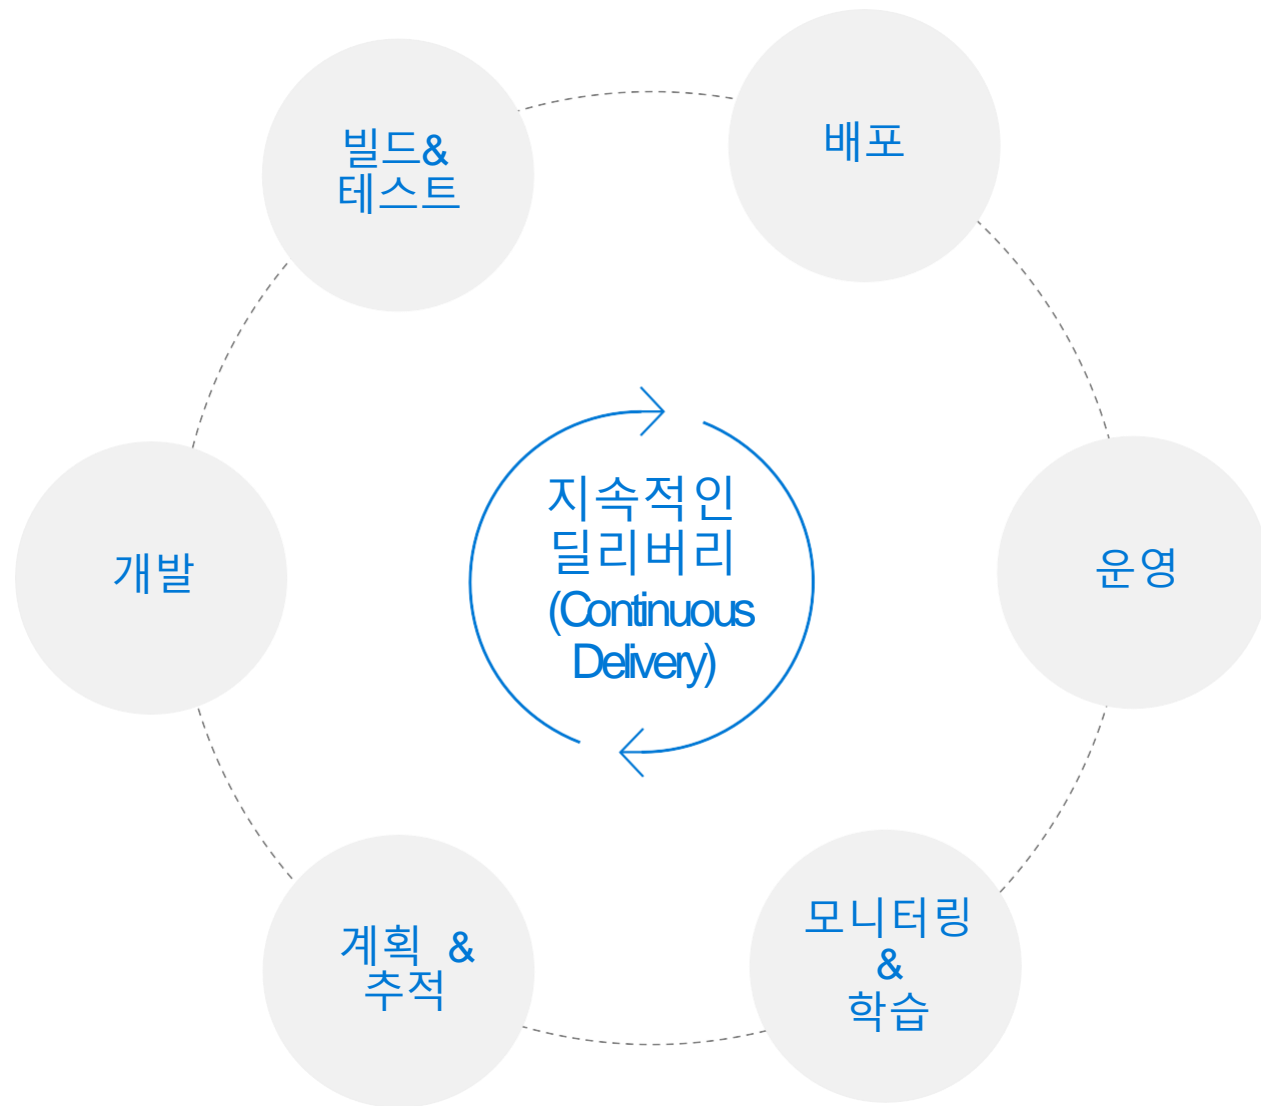 빌드&
테스트
배포
개발
지속적인
딜리버리
(Continuous
Delivery)
운영
계획 &
추적
모니터링
&
학습